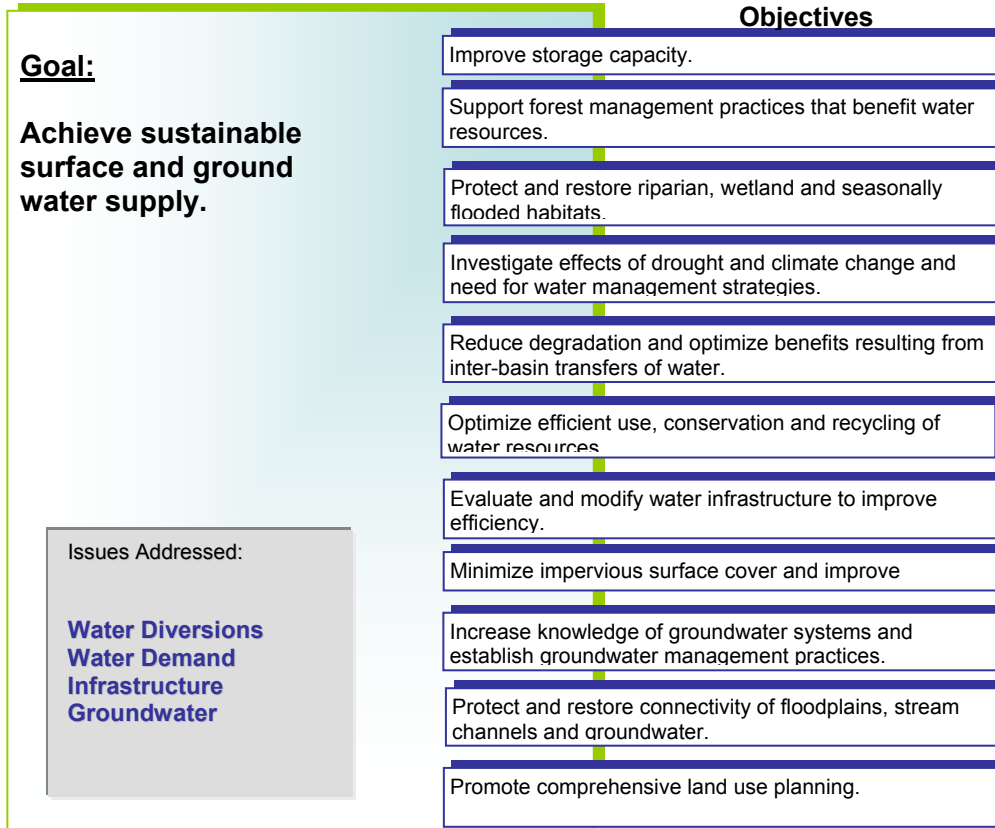 Goal:
Achieve sustainable
surface and ground
water supply.
Issues Addressed:
Water Diversions
Water Demand
Infrastructure
Groundwater
Objectives
Improve storage capacity.
Support forest management practices that benefit water
resources.
Protect and restore riparian, wetland and seasonally
flooded habitats.
Investigate effects of drought and climate change and
need for water management strategies.
Reduce degradation and optimize benefits resulting from
inter-basin transfers of water.
Optimize efficient use, conservation and recycling of
water resources
Evaluate and modify water infrastructure to improve
efficiency.
Minimize impervious surface cover and improve
Increase knowledge of groundwater systems and
establish groundwater management practices.
Protect and restore connectivity of floodplains, stream
channels and groundwater.
Promote comprehensive land use planning.